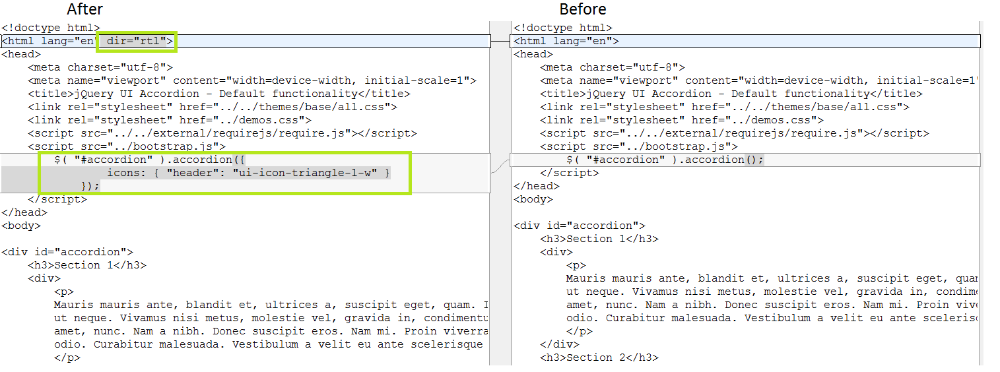 After
<!doctype html>
<html lang="en" dir="rtl">
<head>
    <meta charset="utf-8">
    <meta name="viewport" content="width=device-width, initial-scale=1">
    <title>jQuery UI Accordion - Default functionality</title>
    <link rel="stylesheet" href="../../themes/base/all.css">
    <link rel="stylesheet" href="../demos.css">
    <script src="../../external/requirejs/require.js"></script>
    <script src="../bootstrap.js">
        $( "#accordion" ).accordion({
                icons: { "header": "ui-icon-triangle-1-w" }
            });
    </script>
</head>
<body>
<div id="accordion">
    <h3>Section 1</h3>
    <div>
        <p>
        Mauris mauris ante, blandit et, ultrices a, suscipit eget, quam.
        ut neque. Vivamus nisi metus, molestie vel, gravida in, condimentu
        amet, nunc. Nam a nibh. Donec suscipit eros. Nam mi. Proin viverra
        odio. Curabitur malesuada. Vestibulum a velit eu ante scelerisque
        </p>
Before
<!doctype html>
<html lang="en">
<head>
    <meta charset="utf-8">
    <meta name="viewport" content="width=device-width, initial-scale=1"
    <title>jQuery UI Accordion - Default functionality</title>
    <link rel="stylesheet" href="../../themes/base/all.css">
    <link rel="stylesheet" href="../demos.css">
    <script src="../../external/requirejs/require.js"></script>
    <script src="../bootstrap.js">
        $( "#accordion" ).accordion();
    </script>
</head>
<body>
<div id="accordion">
    <h3>Section 1</h3>
    <div>
        <p>
        Mauris mauris ante, blandit et, ultrices a, suscipit eget, qua
        ut neque. Vivamus nisi metus, molestie vel, gravida in, condime
        amet, nunc. Nam a nibh. Donec suscipit eros. Nam mi. Proin vive
        odio. Curabitur malesuada. Vestibulum a velit eu ante sceleris
        </p>
    </div>
    <h3>Section 2</h3>